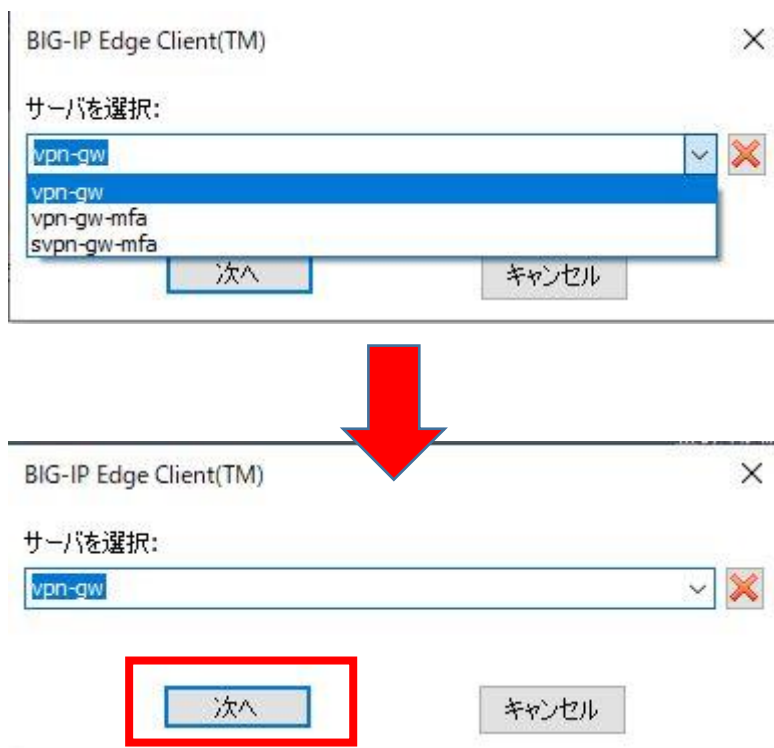 BIG-IP Edge Client(TM)
サーバを選択:
vpn-gw
vpn-gw
vpn-gw-mfa
svpn-gw-mfa
次へ キャンセル
BIG-IP Edge Client(TM)
サーバを選択:
vpn-gw
次へ キャンセル